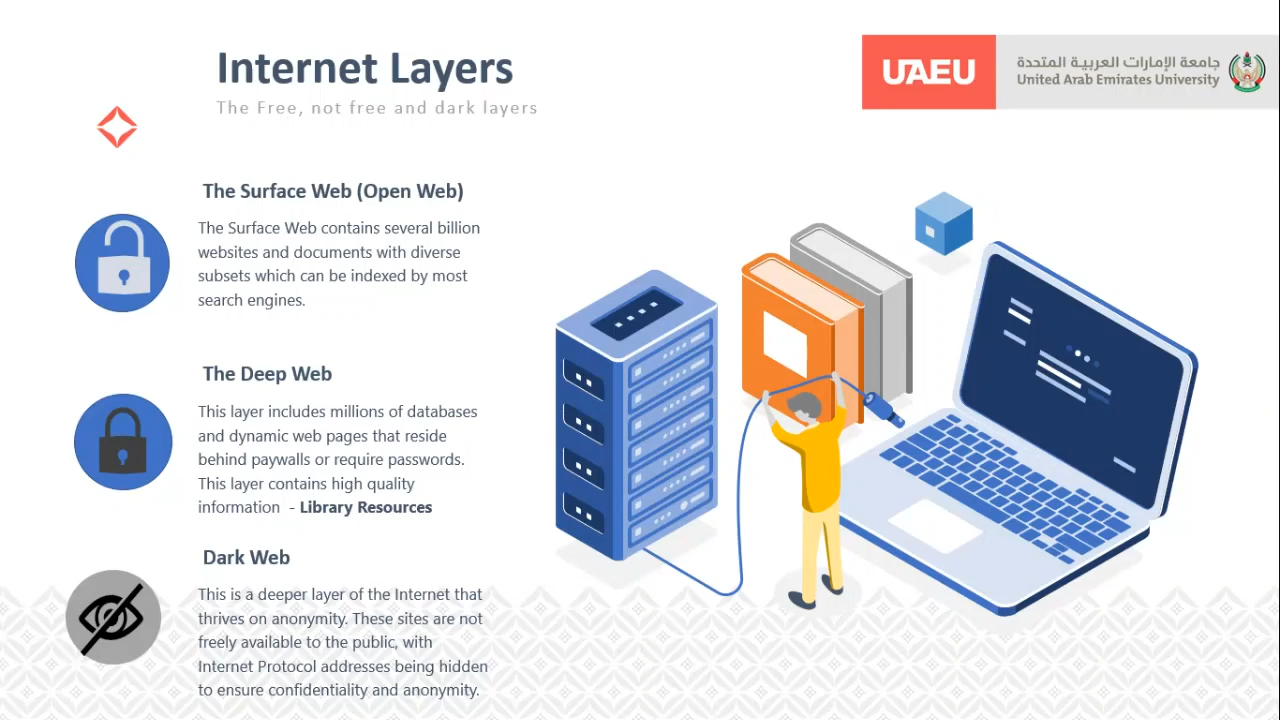 Internet Layers
The Free, not free and dark layers
UAEU
جامعة الإمارات العربية المتحدة
United Arab Emirates University
The Surface Web (Open Web)
The Surface Web contains several billion
websites and documents with diverse
subsets which can be indexed by most
search engines.
The Deep Web
This layer includes millions of databases
and dynamic web pages that reside
behind paywalls or require passwords.
This layer contains high quality
information - Library Resources
Dark Web
This is a deeper layer of the Internet that
thrives on anonymity. These sites are not
freely available to the public, with
Internet Protocol addresses being hidden
to ensure confidentiality and anonymity.